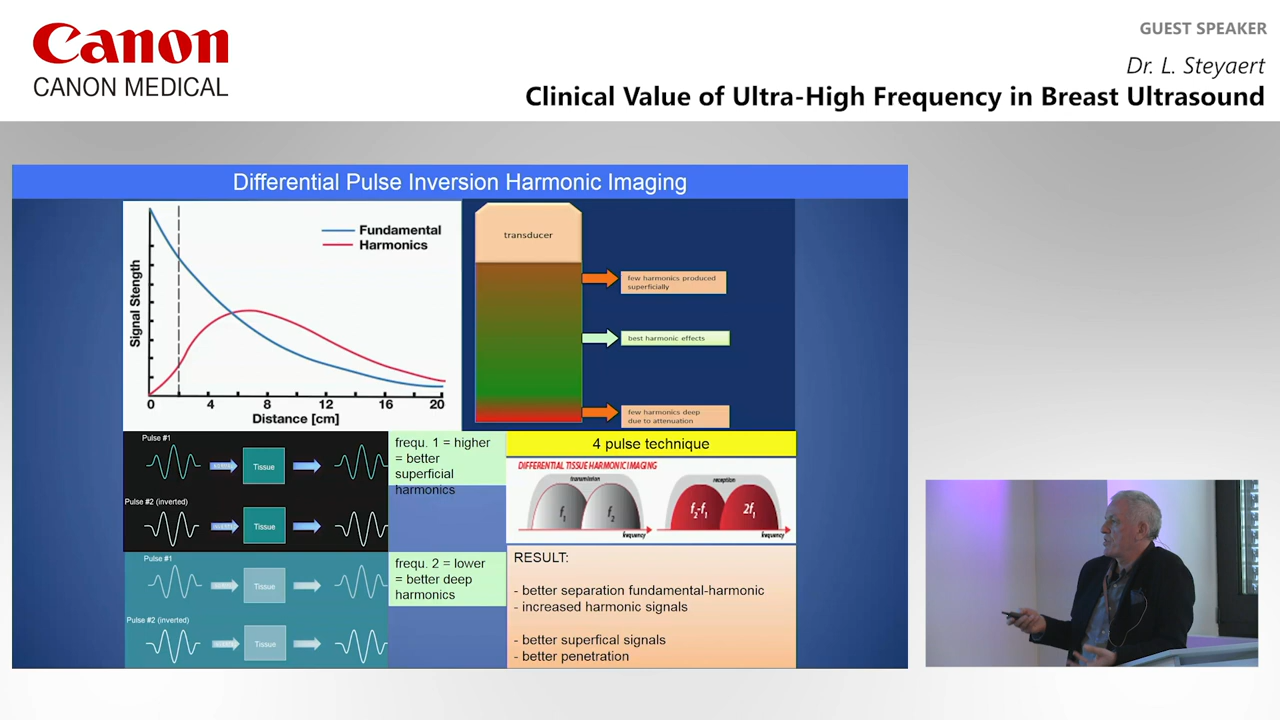 Canon
CANON MEDICAL
GUEST SPEAKER
Dr. L. Steyaert
Clinical Value of Ultra-High Frequency in Breast Ultrasound
Differential Pulse Inversion Harmonic Imaging
Fundamental
Harmonics
Signal Stength
0 4 8 12 16 20
Distance [cm]
transducer
few harmonics produced
superficially
best harmonic effects
few harmonics deep
due to attenuation
Pulse #1
Tissue
Pulse #2 (inverted)
Tissue
frequ. 1 = higher
= better
superficial
harmonics
Pulse #1
Tissue
Pulse #2 (inverted)
Tissue
frequ. 2 = lower
= better deep
harmonics
4 pulse technique
DIFFERENTIAL TISSUE HARMONIC IMAGING
transmission
f1
f2
frequency
reception
f2-f1
2f1
frequency
RESULT:
- better separation fundamental-harmonic
- increased harmonic signals
- better superfical signals
- better penetration